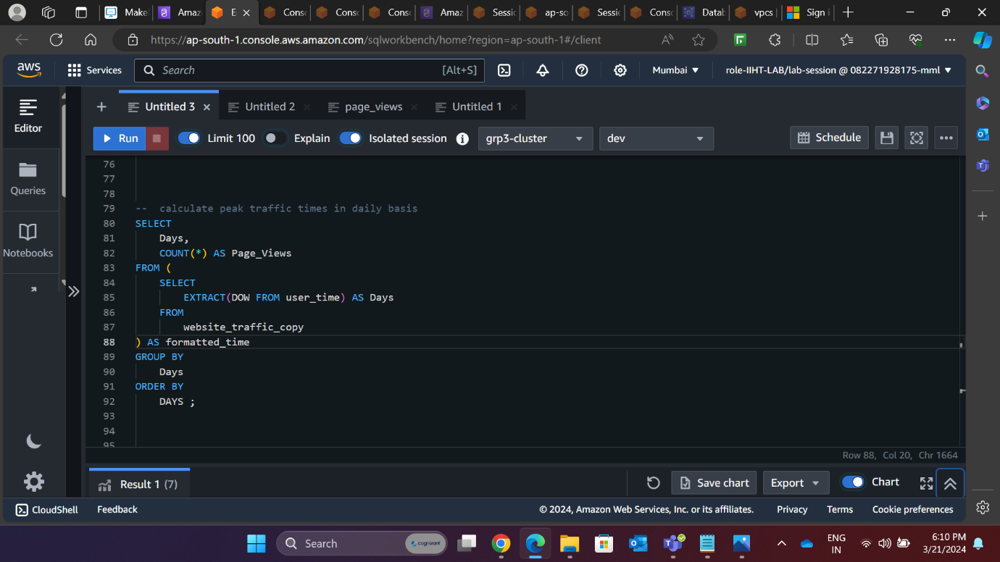 Make
Amaz
E
Conso
Conso
Conso
Amaz
Sessio
ap-so
Sessio
Conso
Datab
vpcs
Sign i
https://ap-south-1.console.aws.amazon.com/sqlworkbench/home?region=ap-south-1#/client
aws
Services
Search
[Alt+S]
Mumbai
role-IIHT-LAB/lab-session @ 082271928175-mml
Editor
Queries
Notebooks
Untitled 3
Untitled 2
page_views
Untitled 1
Run
Limit 100
Explain
Isolated session
grp3-cluster
dev
Schedule
76
77
78
79 -- calculate peak traffic times in daily basis
80 SELECT
81 Days,
82 COUNT(*) AS Page_Views
83 FROM (
84 SELECT
85 EXTRACT(DOW FROM user_time) AS Days
86 FROM
87 website_traffic_copy
88 ) AS formatted_time
89 GROUP BY
90 Days
91 ORDER BY
92 DAYS ;
93
94
95
Row 88, Col 20, Chr 1664
Result 1 (7)
Save chart
Export
Chart
CloudShell
Feedback
© 2024, Amazon Web Services, Inc. or its affiliates.
Privacy
Terms
Cookie preferences
Search
cognizant
ENG
IN
6:10 PM
3/21/2024